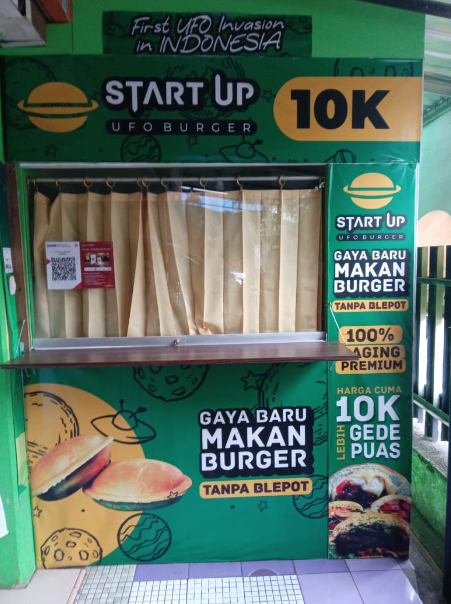 First UFO Invasion
in INDONESIA
START UP
UFO BURGER
10K
START UP
UFO BURGER
GAYA BARU
MAKAN
BURGER
TANPA BLEPOT
100%
DAGING
PREMIUM
HARGA CUMA
10K
LEBIH
GEDE
PUAS
GAYA BARU
MAKAN
BURGER
TANPA BLEPOT